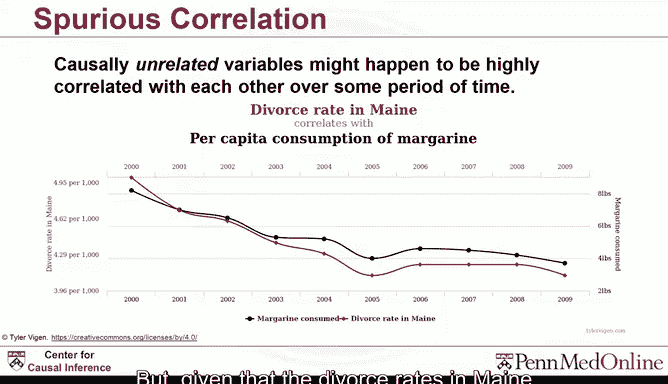 Spurious Correlation
Causally unrelated variables might happen to be highly
correlated with each other over some period of time.
Divorce rate in Maine
correlates with
Per capita consumption of margarine
2000 2001 2002 2003 2004 2005 2006 2007 2008 2009
4.95 per 1,000
4.62 per 1,000
4.29 per 1,000
3.96 per 1,000
Divorce rate in Maine
8lbs
6lbs
4lbs
2lbs
Margarine consumed
2000 2001 2002 2003 2004 2005 2006 2007 2008 2009
Margarine consumed Divorce rate in Maine
tylervigen.com
© Tyler Vigen. https://creativecommons.org/licenses/by/4.0/
Center for
Causal Inference
PennMedOnline
But, given that the divorce rates in Maine